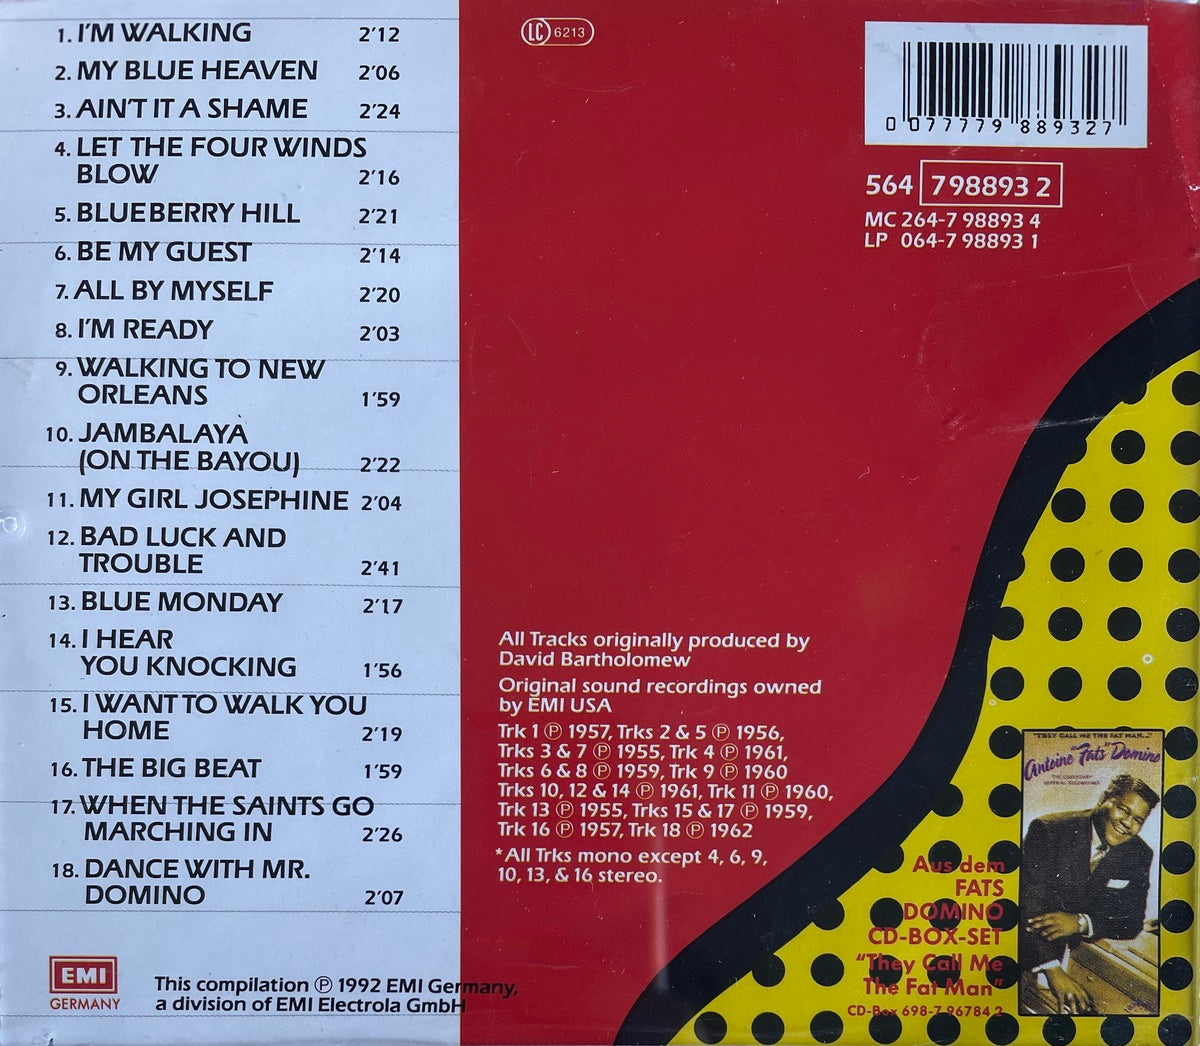 1. I'M WALKING 2'12
2. MY BLUE HEAVEN 2'06
3. AIN'T IT A SHAME 2'24
4. LET THE FOUR WINDS
BLOW 2'16
5. BLUEBERRY HILL 2'21
6. BE MY GUEST 2'14
7. ALL BY MYSELF 2'20
8. I'M READY 2'03
9. WALKING TO NEW
ORLEANS 1'59
10. JAMBALAYA
(ON THE BAYOU) 2'22
11. MY GIRL JOSEPHINE 2'04
12. BAD LUCK AND
TROUBLE 2'41
13. BLUE MONDAY 2'17
14. I HEAR
YOU KNOCKING 1'56
15. I WANT TO WALK YOU
HOME 2'19
16. THE BIG BEAT 1'59
17. WHEN THE SAINTS GO
MARCHING IN 2'26
18. DANCE WITH MR.
DOMINO 2'07
EMI
GERMANY
This compilation ℗ 1992 EMI Germany,
a division of EMI Electrola GmbH
LC 6213
0 077779 889327
564 798893 2
MC 264-7 98893 4
LP 064-7 98893 1
All Tracks originally produced by
David Bartholomew
Original sound recordings owned
by EMI USA
Trk 1 ℗ 1957, Trks 2 & 5 ℗ 1956,
Trks 3 & 7 ℗ 1955, Trk 4 ℗ 1961,
Trks 6 & 8 ℗ 1959, Trk 9 ℗ 1960
Trks 10, 12 & 14 ℗ 1961, Trk 11 ℗ 1960,
Trk 13 ℗ 1955, Trks 15 & 17 ℗ 1959,
Trk 16 ℗ 1957, Trk 18 ℗ 1962
*All Trks mono except 4, 6, 9,
10, 13, & 16 stereo.
"THEY CALL ME THE FAT MAN..."
Antoine "Fats" Domino
THE LEGENDARY
IMPERIAL RECORDINGS
Aus dem
FATS
DOMINO
CD-BOX-SET
"They Call Me
The Fat Man"
CD-Box 698-7 96784 2